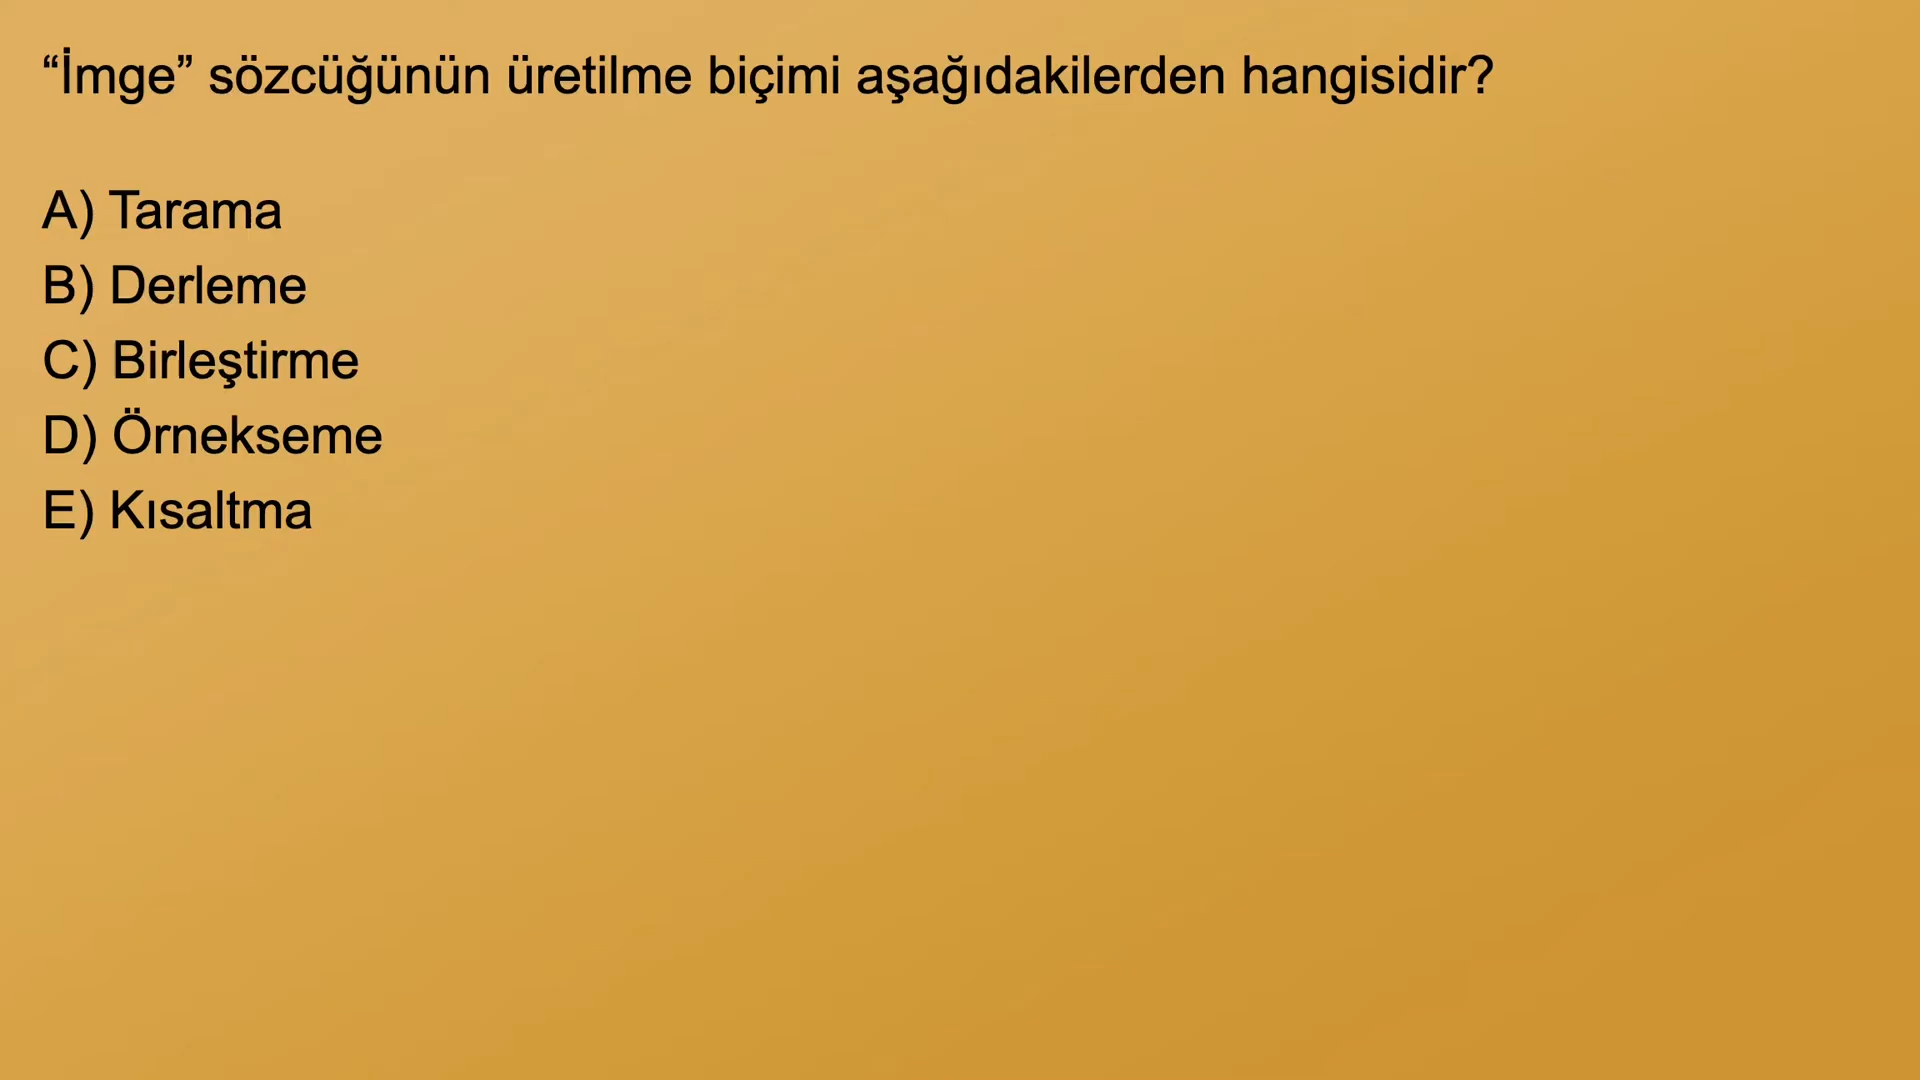 “İmge” sözcüğünün üretilme biçimi aşağıdakilerden hangisidir?
A) Tarama
B) Derleme
C) Birleştirme
D) Örnekseme
E) Kısaltma